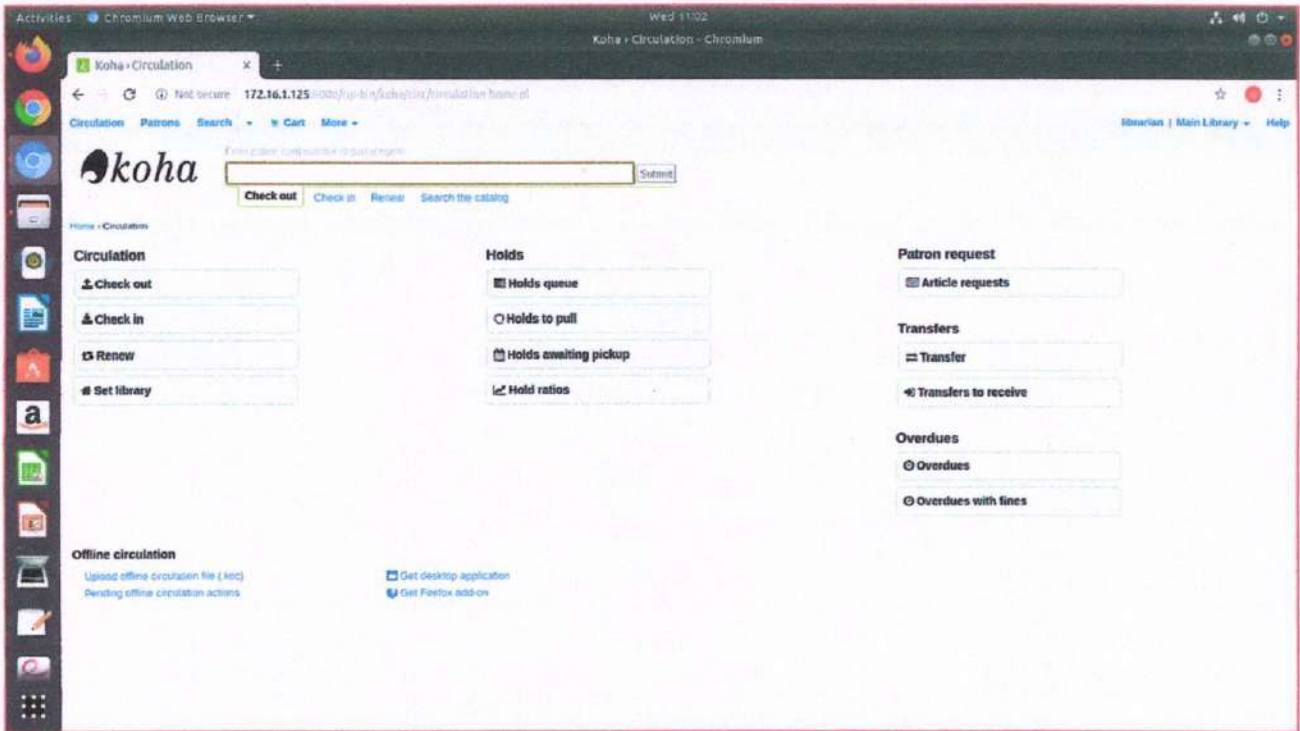 Activities Chromium Web Browser Wed 11:02
Koha › Circulation - Chromium
Koha › Circulation
Not secure 172.16.1.125
Circulation Patrons Search Cart More librarian | Main Library Help
koha
Submit
Check out Check in Renew Search the catalog
Home › Circulation
Circulation
Check out
Check in
Renew
Set library
Holds
Holds queue
Holds to pull
Holds awaiting pickup
Hold ratios
Patron request
Article requests
Transfers
Transfer
Transfers to receive
Overdues
Overdues
Overdues with fines
Offline circulation
Upload offline circulation file (.koc)
Pending offline circulation actions
Get desktop application
Get Firefox add-on